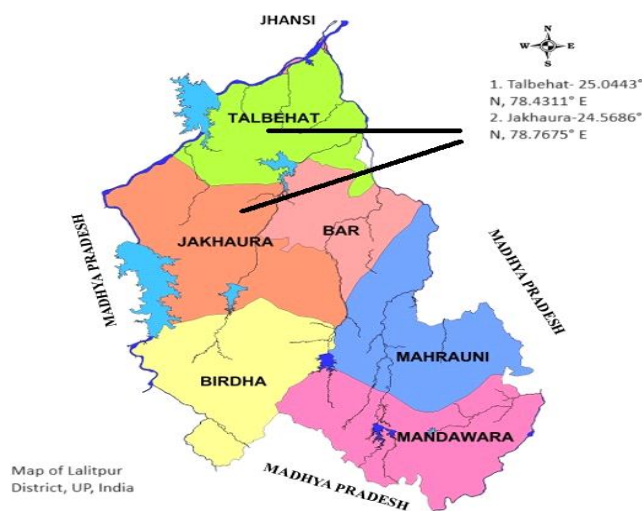 JHANSI
N
W E
S
1. Talbehat- 25.0443°
N, 78.4311° E
2. Jakhaura-24.5686°
N, 78.7675° E
TALBEHAT
MADHYA PRADESH
JAKHAURA
BAR
MADHYA PRADESH
MAHRAUNI
BIRDHA
MANDAWARA
MADHYA PRADESH
Map of Lalitpur
District, UP, India